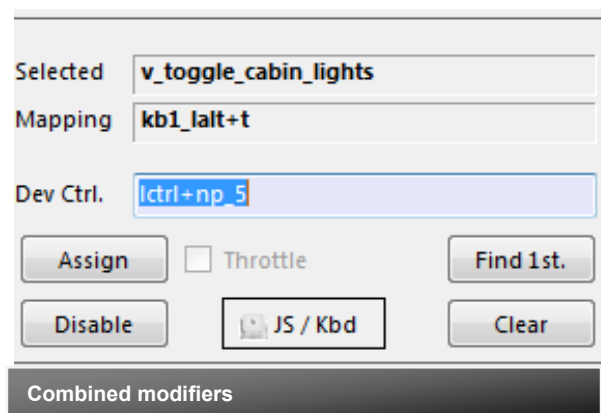 Selected v_toggle_cabin_lights
Mapping kb1_lalt+t
Dev Ctrl. lctrl+np_5
Assign Throttle Find 1st.
Disable JS / Kbd Clear
Combined modifiers